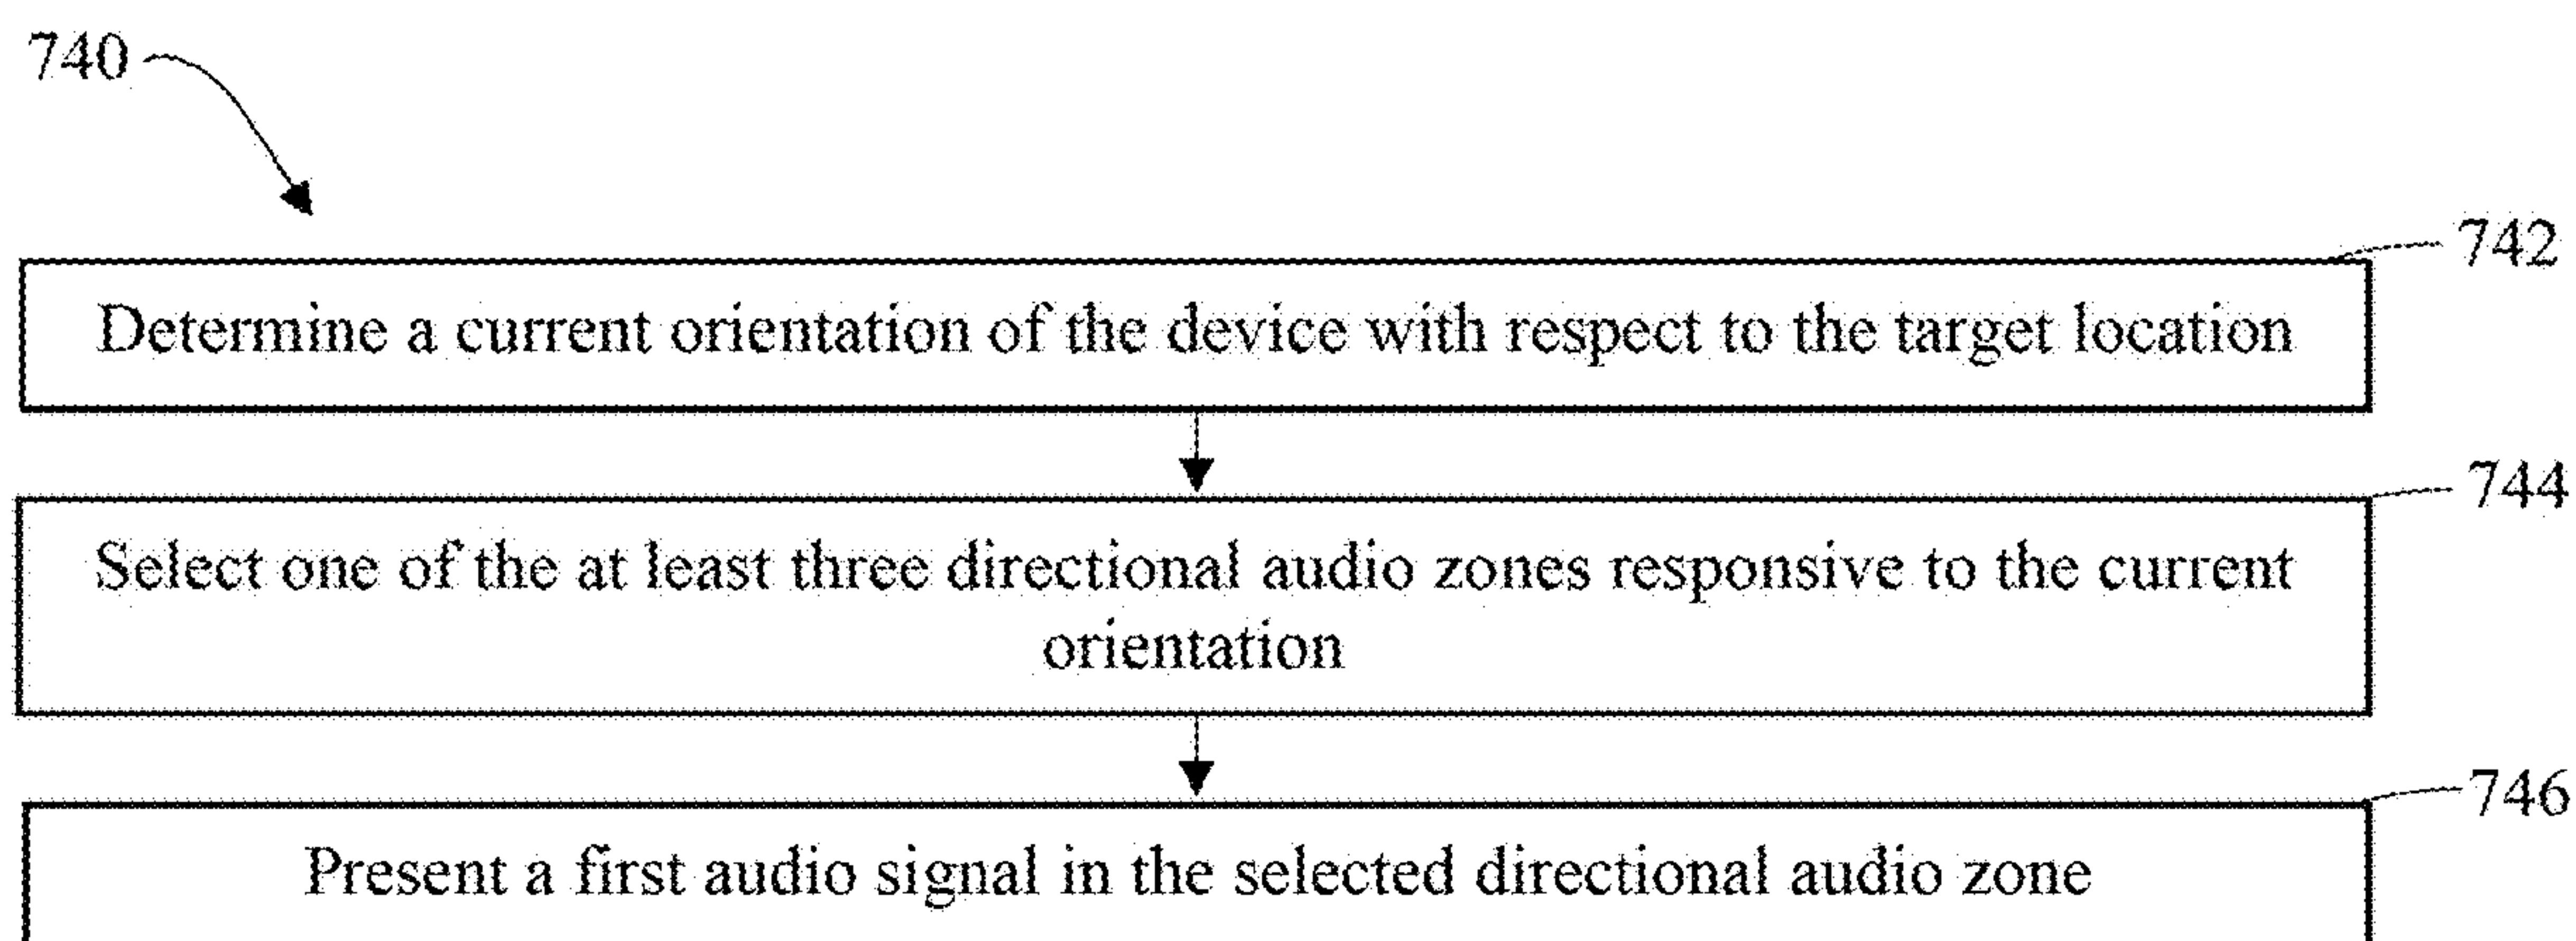 740
742
Determine a current orientation of the device with respect to the target location
744
Select one of the at least three directional audio zones responsive to the current
orientation
746
Present a first audio signal in the selected directional audio zone